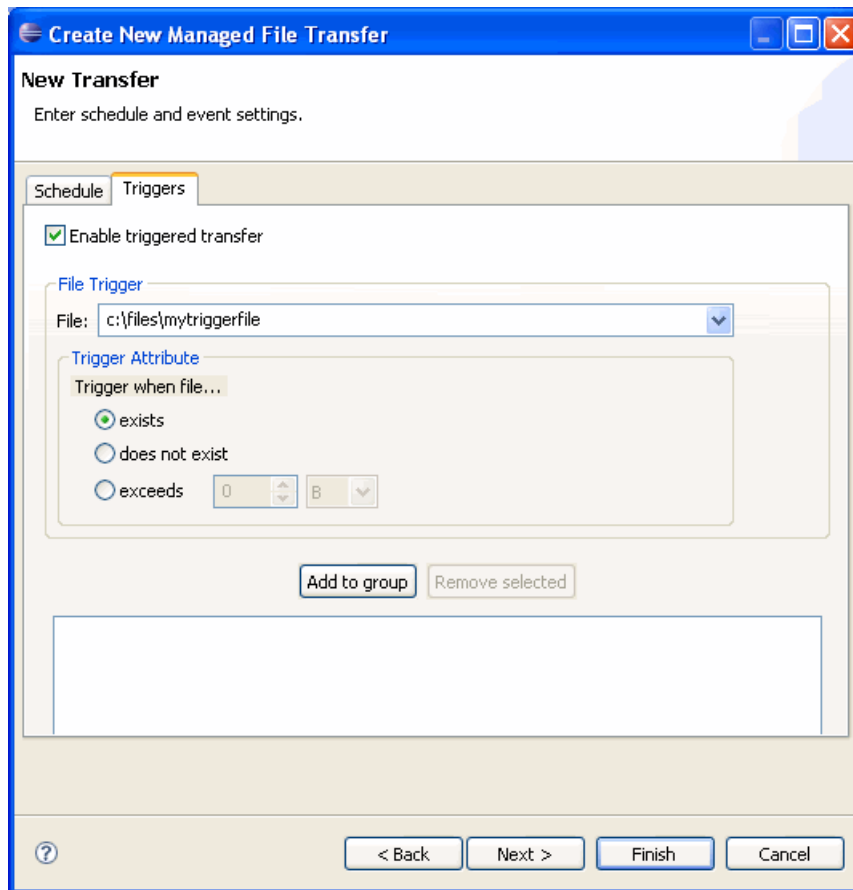 Create New Managed File Transfer
New Transfer
Enter schedule and event settings.
Schedule Triggers
Enable triggered transfer
File Trigger
File: c:\files\mytriggerfile
Trigger Attribute
Trigger when file...
exists
does not exist
exceeds 0 B
Add to group Remove selected
? < Back Next > Finish Cancel